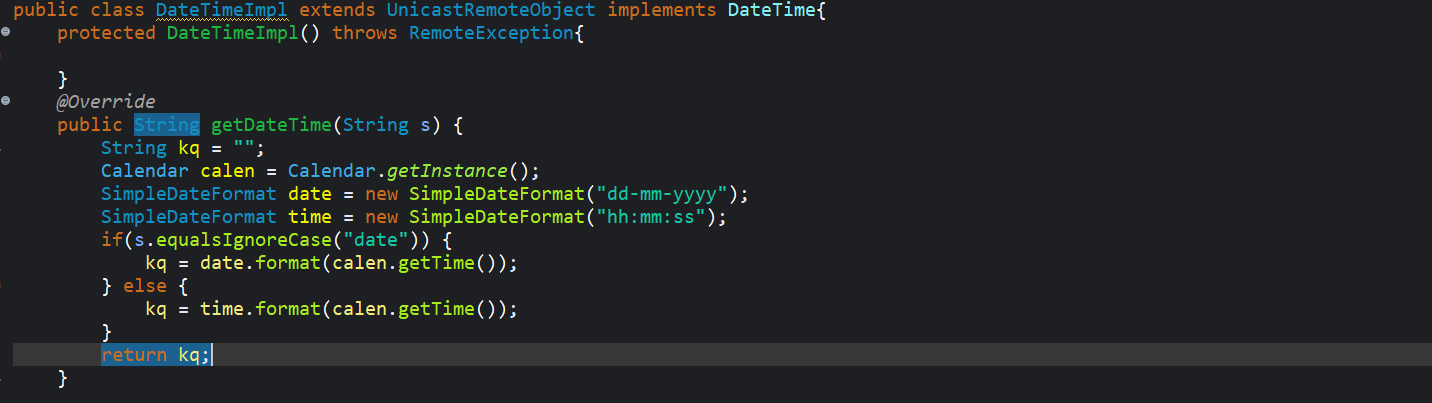 public class DateTimeImpl extends UnicastRemoteObject implements DateTime{
    protected DateTimeImpl() throws RemoteException{
    }
    @Override
    public String getDateTime(String s) {
        String kq = "";
        Calendar calen = Calendar.getInstance();
        SimpleDateFormat date = new SimpleDateFormat("dd-mm-yyyy");
        SimpleDateFormat time = new SimpleDateFormat("hh:mm:ss");
        if(s.equalsIgnoreCase("date")) {
            kq = date.format(calen.getTime());
        } else {
            kq = time.format(calen.getTime());
        }
        return kq;
    }